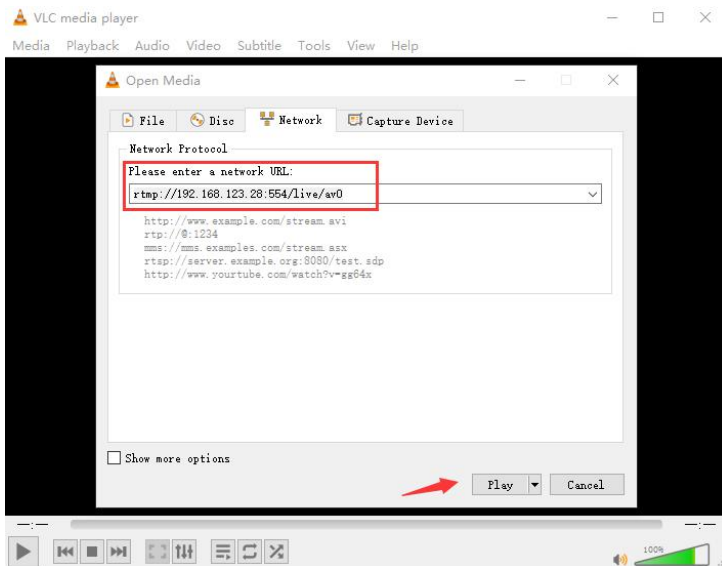 VLC media player
Media Playback Audio Video Subtitle Tools View Help
Open Media
File Disc Network Capture Device
Network Protocol
Please enter a network URL:
rtmp://192.168.123.28:554/live/av0
http://www.example.com/stream.avi
rtp://@:1234
mms://mms.examples.com/stream.asx
rtsp://server.example.org:8080/test.sdp
http://www.yourtube.com/watch?v=gg64x
Show more options
Play Cancel
--:-- --:--
100%